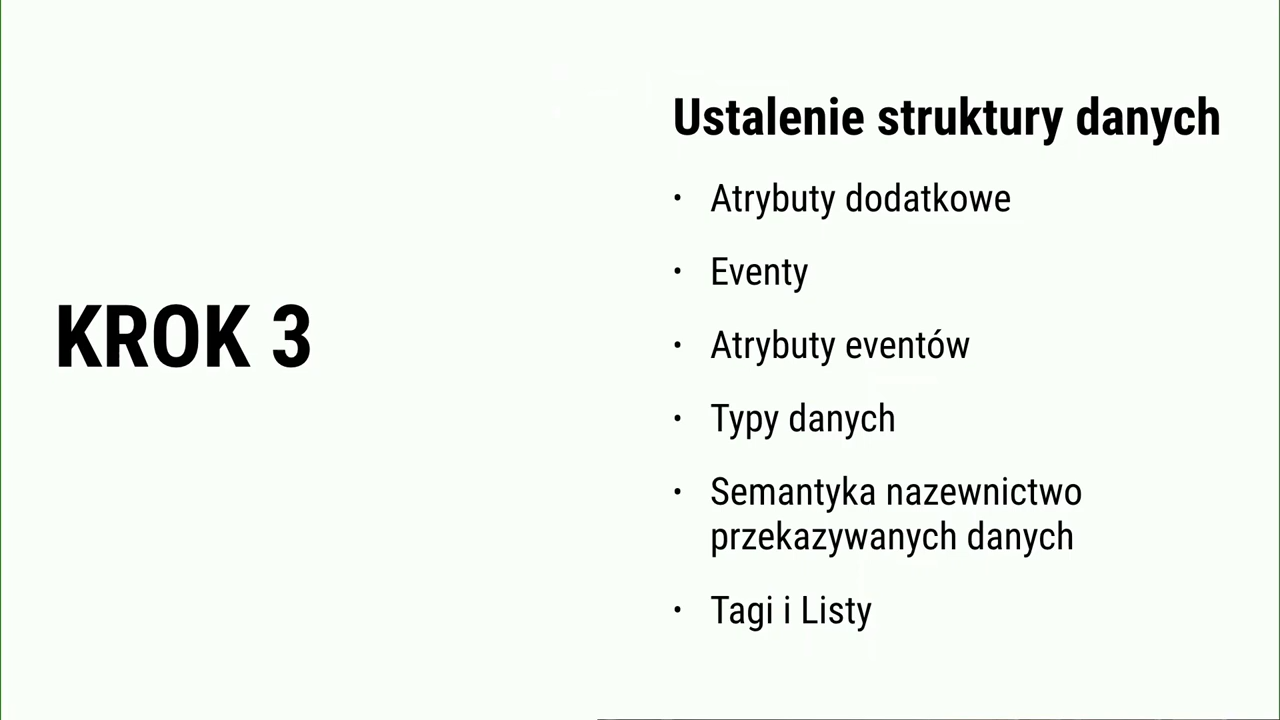 KROK 3
Ustalenie struktury danych
• Atrybuty dodatkowe
• Eventy
• Atrybuty eventów
• Typy danych
• Semantyka nazewnictwo
przekazywanych danych
• Tagi i Listy